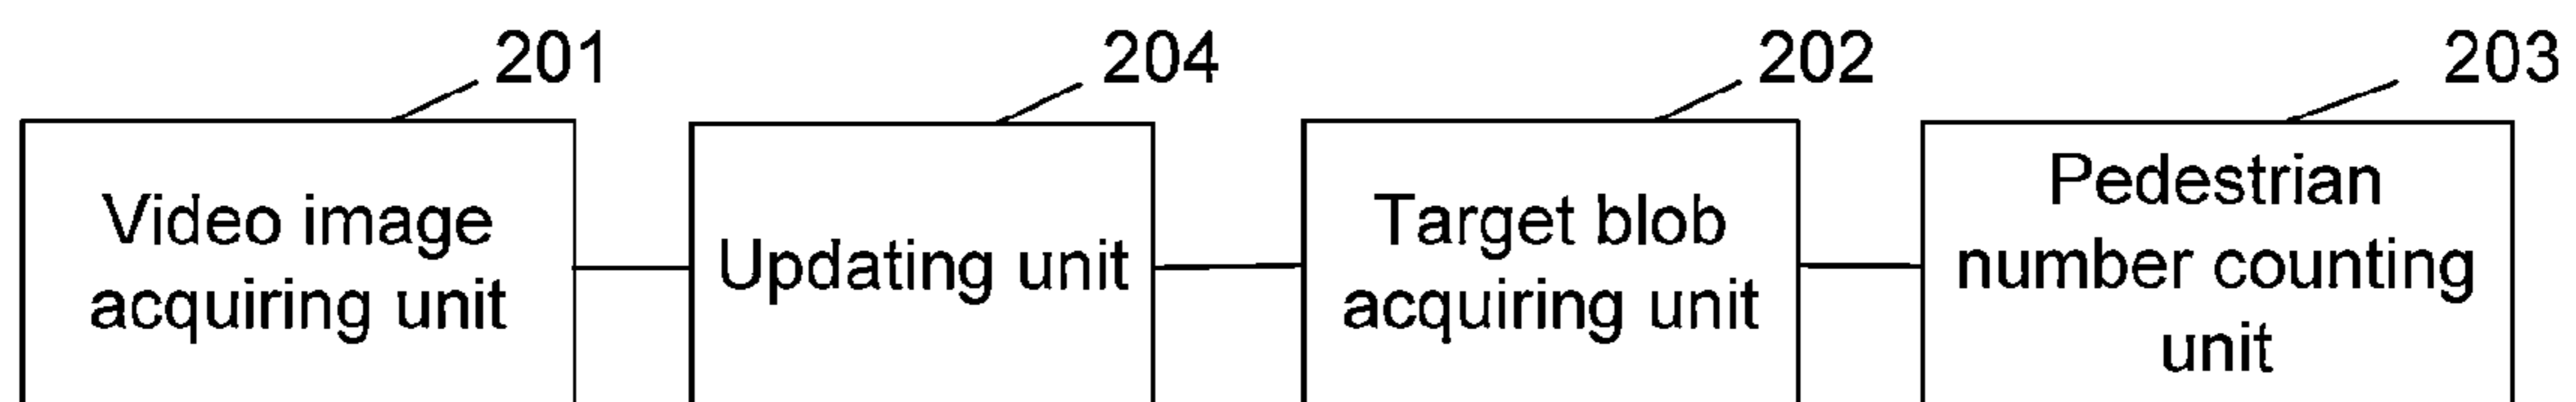 201
204
202
203
Video image
acquiring unit
Updating unit
Target blob
acquiring unit
Pedestrian
number counting
unit